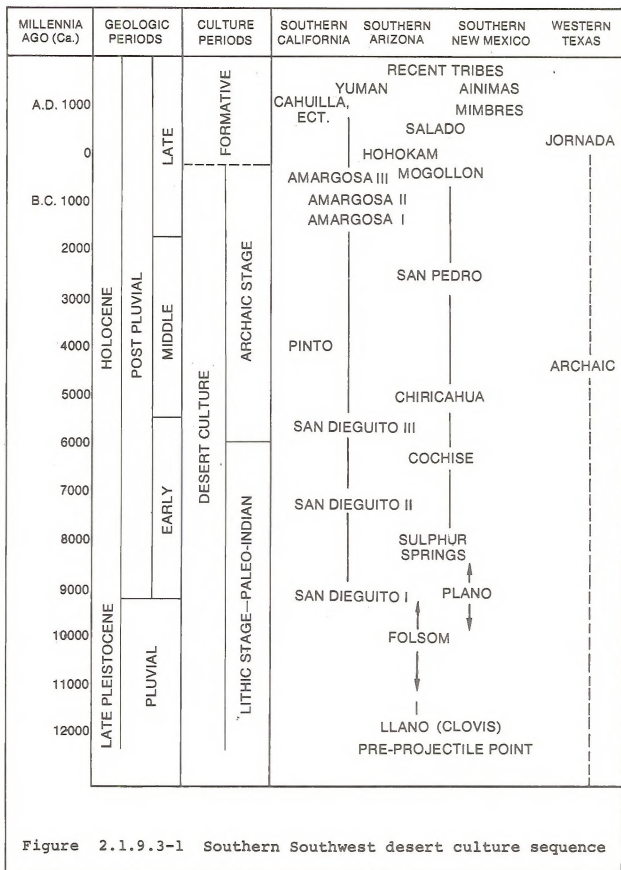 MILLENNIA AGO (Ca.)
GEOLOGIC PERIODS
CULTURE PERIODS
SOUTHERN CALIFORNIA
SOUTHERN ARIZONA
SOUTHERN NEW MEXICO
WESTERN TEXAS
RECENT TRIBES
YUMAN AINIMAS
A.D. 1000
CAHUILLA, ECT.
MIMBRES
SALADO
JORNADA
0
HOHOKAM
AMARGOSA III MOGOLLON
B.C. 1000
AMARGOSA II
AMARGOSA I
2000
SAN PEDRO
3000
4000
PINTO
ARCHAIC
5000
CHIRICAHUA
SAN DIEGUITO III
6000
COCHISE
7000
SAN DIEGUITO II
8000
SULPHUR SPRINGS
9000
SAN DIEGUITO I PLANO
10000
FOLSOM
11000
12000
LLANO (CLOVIS)
PRE-PROJECTILE POINT
HOLOCENE
LATE PLEISTOCENE
POST PLUVIAL
PLUVIAL
LATE
MIDDLE
EARLY
FORMATIVE
DESERT CULTURE
ARCHAIC STAGE
LITHIC STAGE—PALEO-INDIAN
Figure 2.1.9.3-1 Southern Southwest desert culture sequence